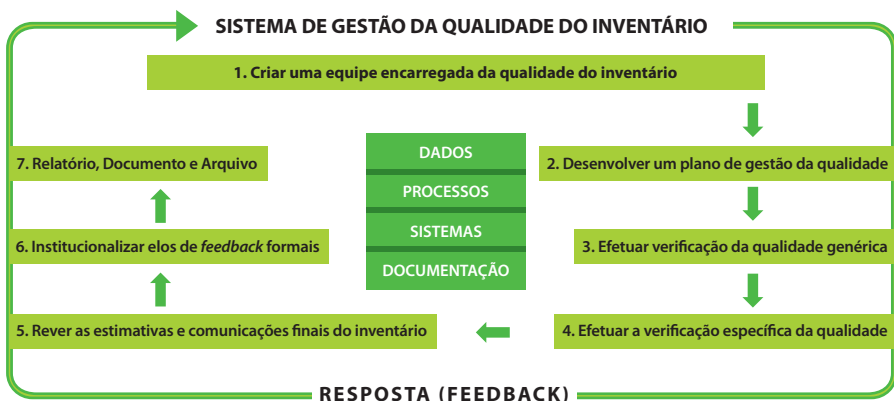 SISTEMA DE GESTÃO DA QUALIDADE DO INVENTÁRIO
1. Criar uma equipe encarregada da qualidade do inventário
7. Relatório, Documento e Arquivo
DADOS
PROCESSOS
SISTEMAS
DOCUMENTAÇÃO
2. Desenvolver um plano de gestão da qualidade
6. Institucionalizar elos de feedback formais
3. Efetuar verificação da qualidade genérica
5. Rever as estimativas e comunicações finais do inventário
4. Efetuar a verificação específica da qualidade
RESPOSTA (FEEDBACK)